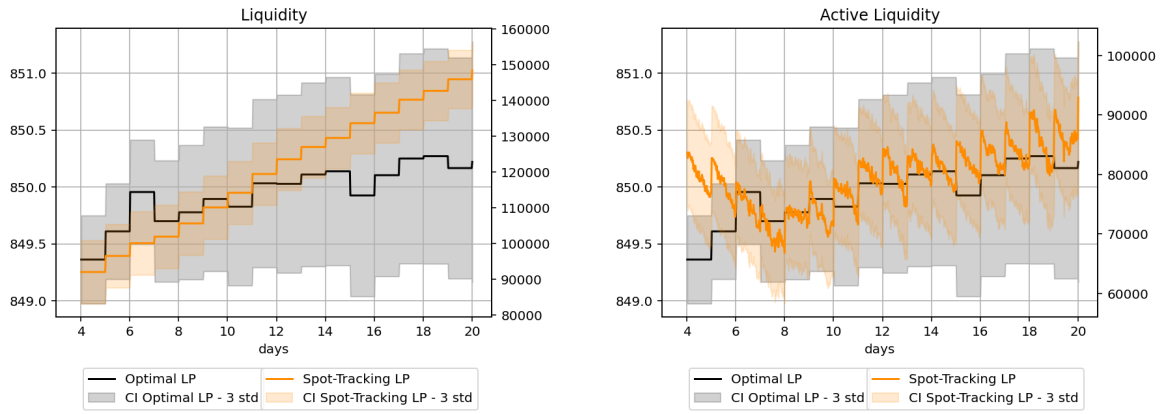 Liquidity
851.0
850.5
850.0
849.5
849.0
160000
150000
140000
130000
120000
110000
100000
90000
80000
4 6 8 10 12 14 16 18 20
days
Optimal LP
CI Optimal LP - 3 std
Spot-Tracking LP
CI Spot-Tracking LP - 3 std
Active Liquidity
851.0
850.5
850.0
849.5
849.0
100000
90000
80000
70000
60000
4 6 8 10 12 14 16 18 20
days
Optimal LP
CI Optimal LP - 3 std
Spot-Tracking LP
CI Spot-Tracking LP - 3 std